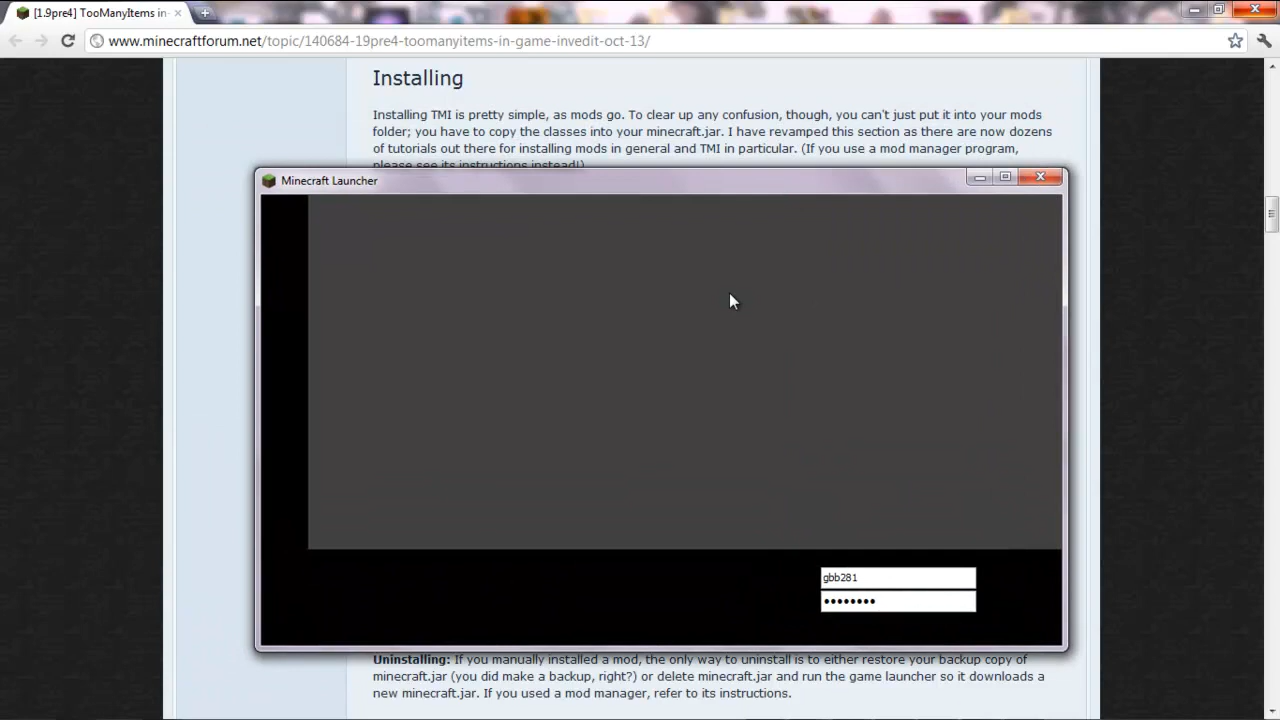 [1.9pre4] TooManyItems in-
www.minecraftforum.net/topic/140684-19pre4-toomanyitems-in-game-invedit-oct-13/
Installing
Installing TMI is pretty simple, as mods go. To clear up any confusion, though, you can't just put it into your mods
folder; you have to copy the classes into your minecraft.jar. I have revamped this section as there are now dozens
of tutorials out there for installing mods in general and TMI in particular. (If you use a mod manager program,
please see its instructions instead!)
Minecraft Launcher
gbb281
Uninstalling: If you manually installed a mod, the only way to uninstall is to either restore your backup copy of
minecraft.jar (you did make a backup, right?) or delete minecraft.jar and run the game launcher so it downloads a
new minecraft.jar. If you used a mod manager, refer to its instructions.